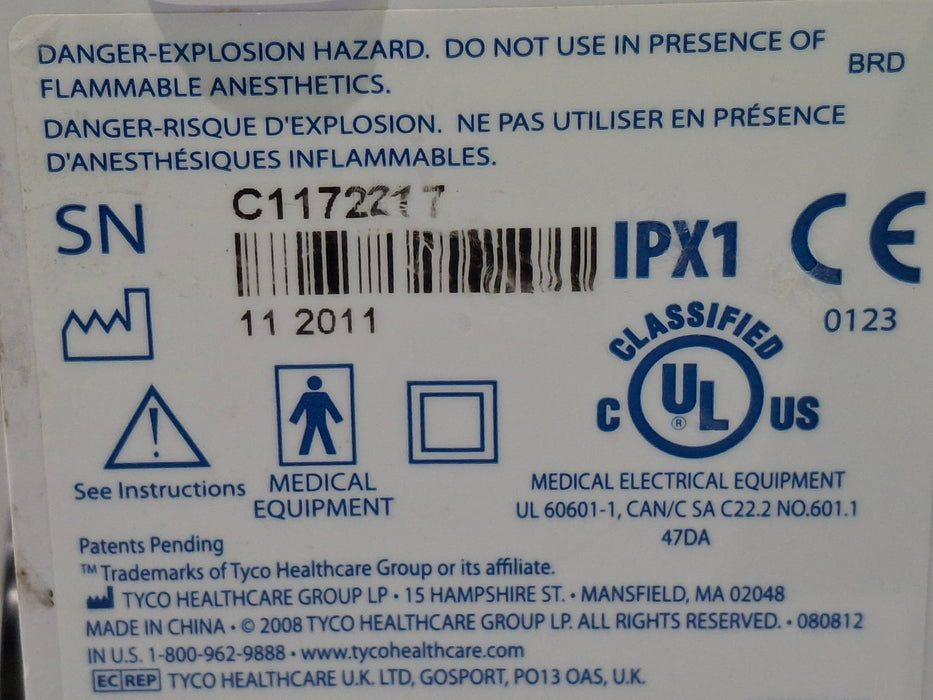 DANGER-EXPLOSION HAZARD. DO NOT USE IN PRESENCE OF
FLAMMABLE ANESTHETICS.
BRD
DANGER-RISQUE D'EXPLOSION. NE PAS UTILISER EN PRÉSENCE
D'ANESTHÉSIQUES INFLAMMABLES.
SN
C1172217
IPX1
CE
0123
11 2011
CLASSIFIED
C UL® US
See Instructions
MEDICAL
EQUIPMENT
MEDICAL ELECTRICAL EQUIPMENT
UL 60601-1, CAN/C SA C22.2 NO.601.1
47DA
Patents Pending
™ Trademarks of Tyco Healthcare Group or its affiliate.
TYCO HEALTHCARE GROUP LP • 15 HAMPSHIRE ST. • MANSFIELD, MA 02048
MADE IN CHINA • © 2008 TYCO HEALTHCARE GROUP LP. ALL RIGHTS RESERVED. • 080812
IN U.S. 1-800-962-9888 • www.tycohealthcare.com
EC REP TYCO HEALTHCARE U.K. LTD, GOSPORT, PO13 OAS, U.K.